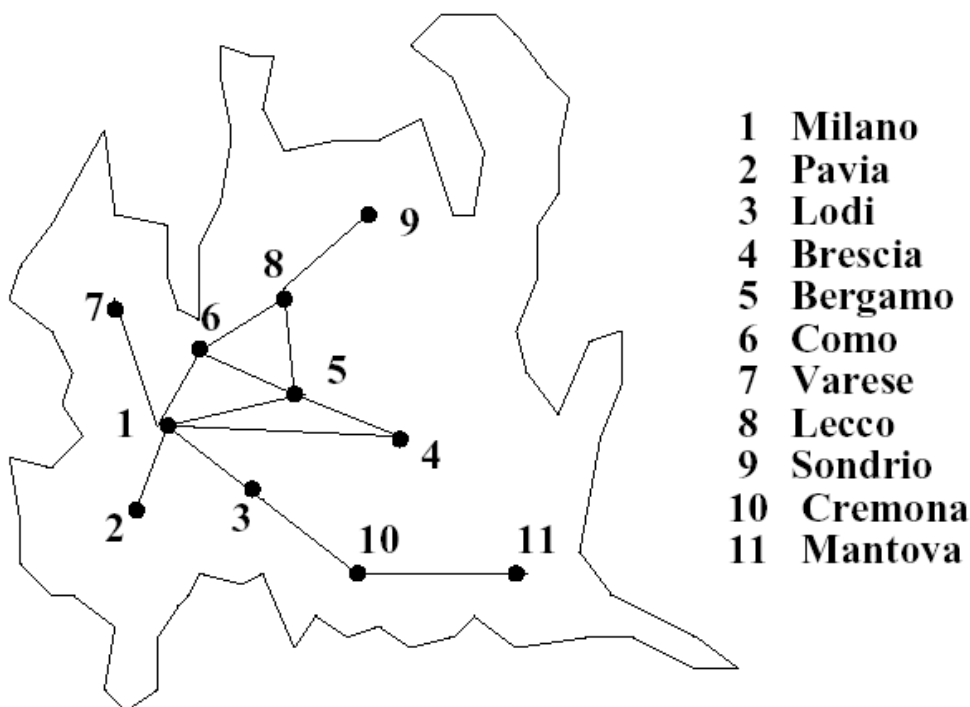 9
8
7
6
5
1
4
3
2
10
11
1 Milano
2 Pavia
3 Lodi
4 Brescia
5 Bergamo
6 Como
7 Varese
8 Lecco
9 Sondrio
10 Cremona
11 Mantova